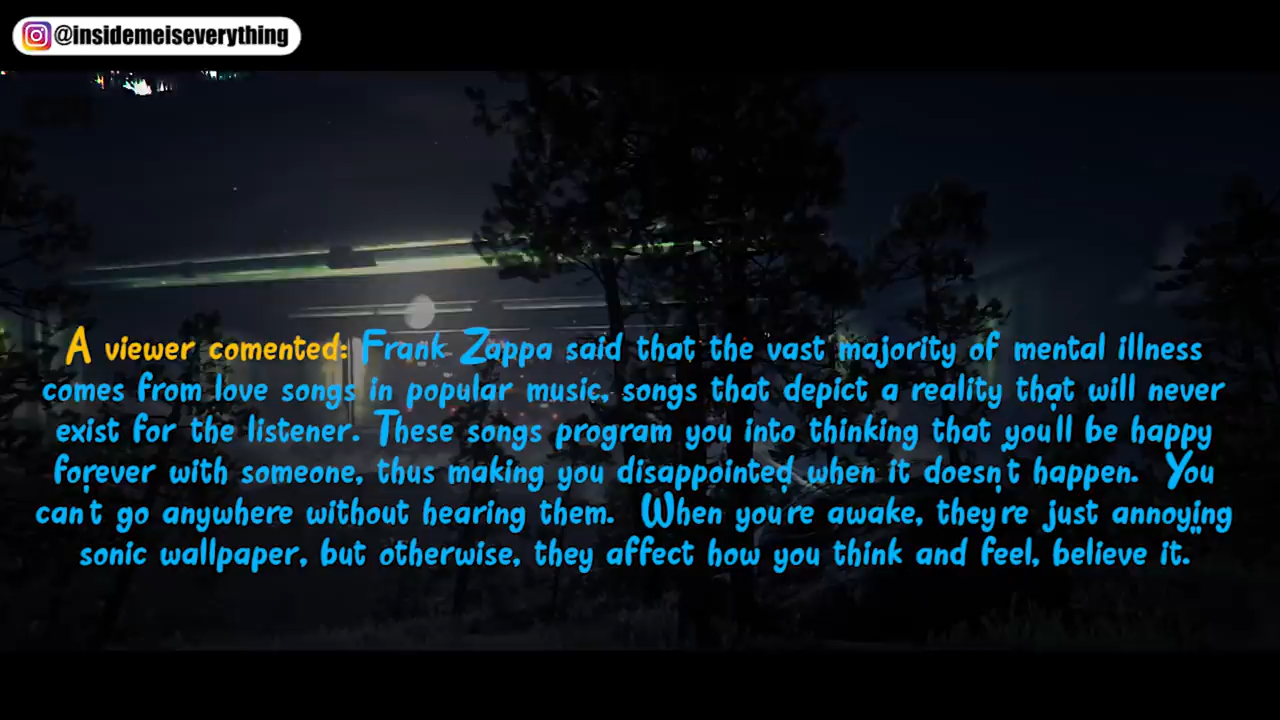 @insidemeiseverything
A viewer comented: Frank Zappa said that the vast majority of mental illness
comes from love songs in popular music, songs that depict a reality that will never
exist for the listener. These songs program you into thinking that you'll be happy
forever with someone, thus making you disappointed when it doesn't happen. You
can't go anywhere without hearing them. When you're awake, they're just annoying
sonic wallpaper, but otherwise, they affect how you think and feel, believe it."